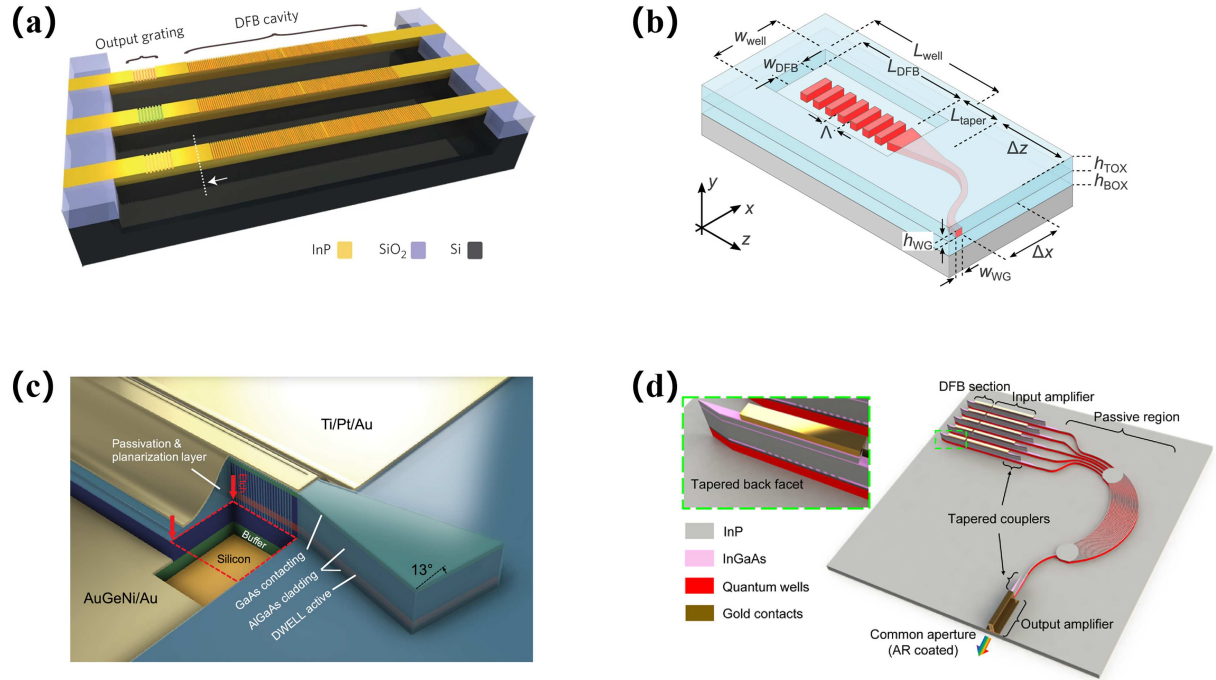 (a)
Output grating
DFB cavity
InP
SiO2
Si
(b)
wwell
wDFB
Lwell
LDFB
Ltaper
Λ
Δz
hTOX
hBOX
y
x
z
hWG
wWG
Δx
(c)
Ti/Pt/Au
Passivation &
planarization layer
Etch
Buffer
Silicon
AuGeNi/Au
GaAs contacting
AlGaAs cladding
DWELL active
13°
(d)
DFB section
Input amplifier
Passive region
Tapered back facet
Tapered couplers
InP
InGaAs
Quantum wells
Gold contacts
Output amplifier
Common aperture
(AR coated)